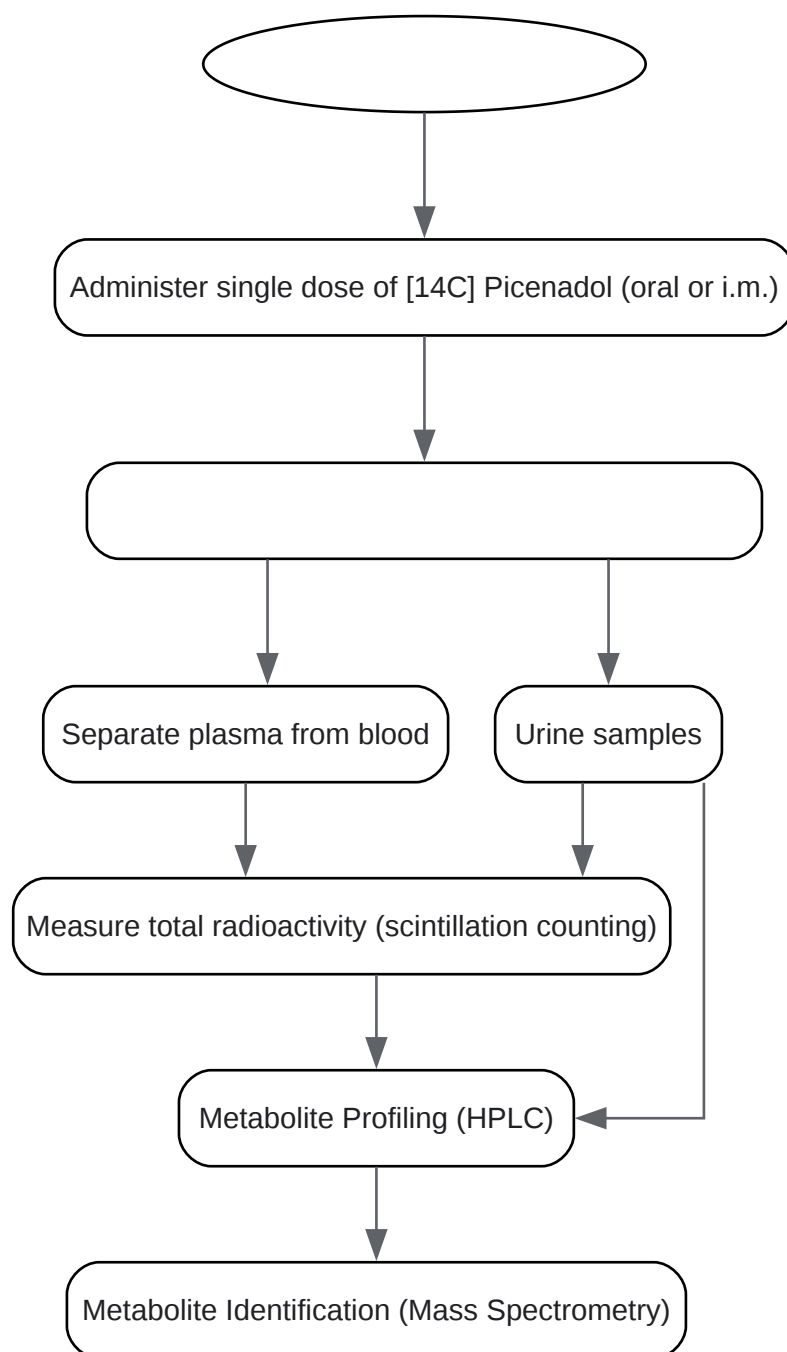 Administer single dose of [14C] Picenadol (oral or i.m.)
Separate plasma from blood
Urine samples
Measure total radioactivity (scintillation counting)
Metabolite Profiling (HPLC)
Metabolite Identification (Mass Spectrometry)